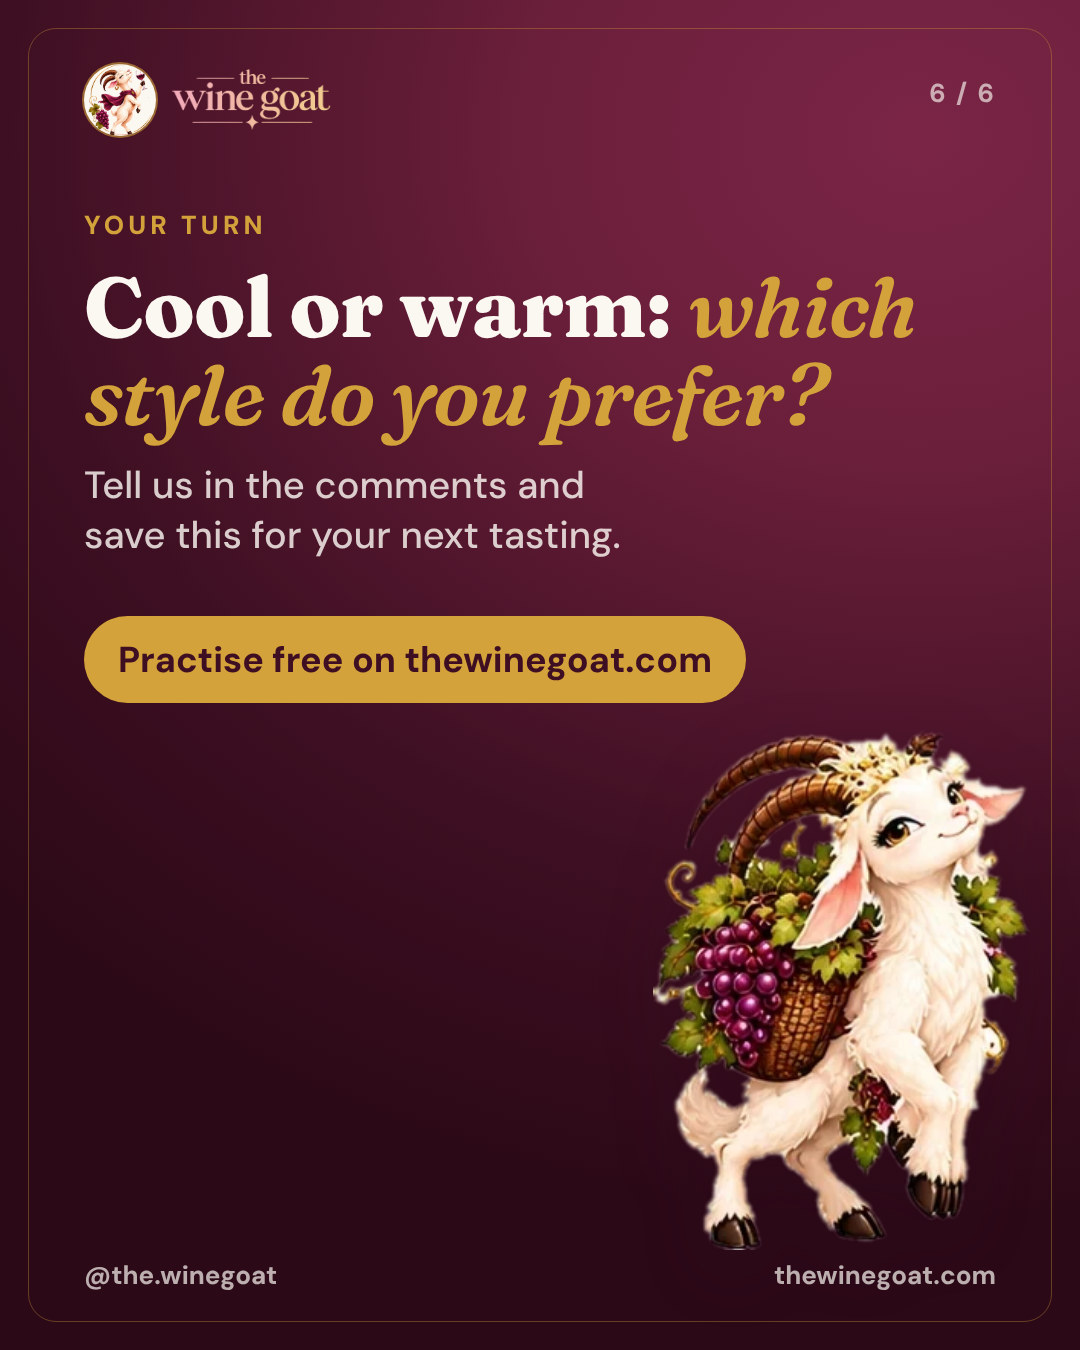 the
wine goat
6 / 6
YOUR TURN
Cool or warm: which
style do you prefer?
Tell us in the comments and
save this for your next tasting.
Practise free on thewinegoat.com
@the.winegoat
thewinegoat.com